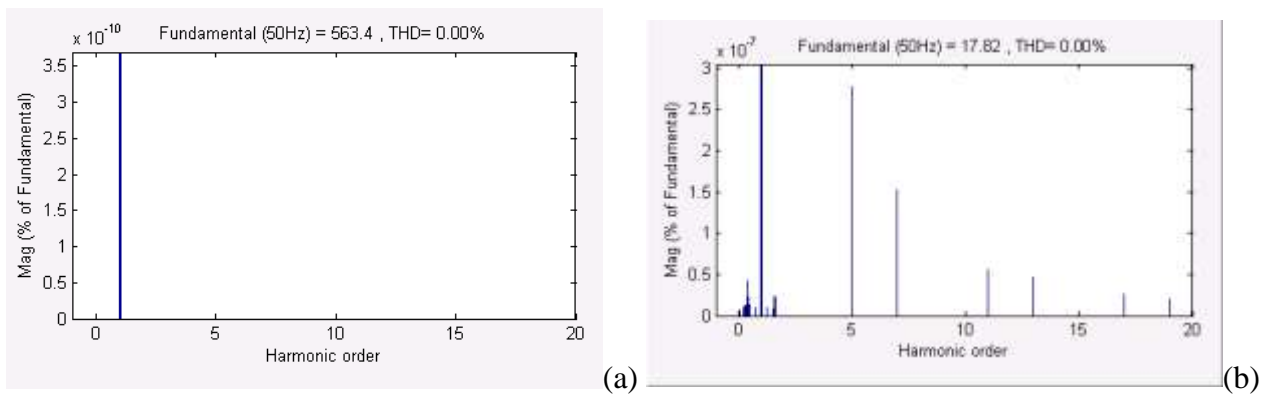 x 10^-10 Fundamental (50Hz) = 563.4 , THD= 0.00%
3.5
3
2.5
2
1.5
1
0.5
0
Mag (% of Fundamental)
0 5 10 15 20
Harmonic order
(a)
x 10^-7 Fundamental (50Hz) = 17.82 , THD= 0.00%
3
2.5
2
1.5
1
0.5
0
Mag (% of Fundamental)
0 5 10 15 20
Harmonic order
(b)